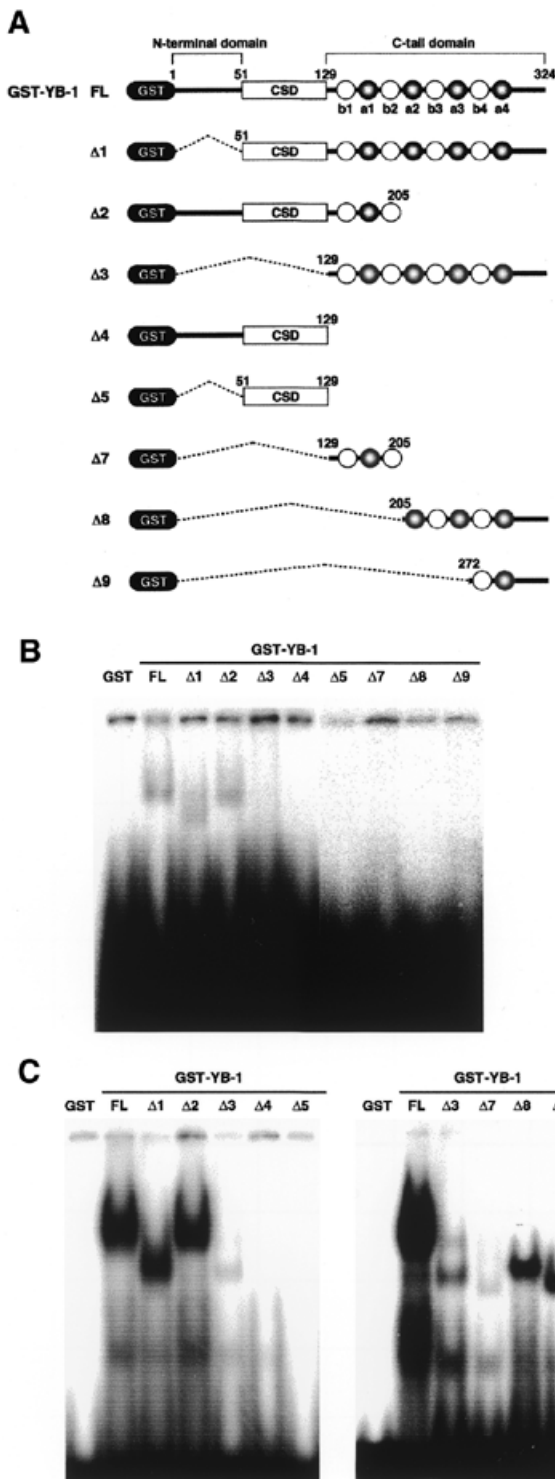 A
N-terminal domain C-tail domain
1 51 129 324
GST-YB-1 FL GST CSD
b1 a1 b2 a2 b3 a3 b4 a4
51
Δ1 GST CSD
205
Δ2 GST CSD
129
Δ3 GST
129
Δ4 GST CSD
51 129
Δ5 GST CSD
129 205
Δ7 GST
205
Δ8 GST
272
Δ9 GST
B
GST-YB-1
GST FL Δ1 Δ2 Δ3 Δ4 Δ5 Δ7 Δ8 Δ9
C
GST-YB-1 GST-YB-1
GST FL Δ1 Δ2 Δ3 Δ4 Δ5 GST FL Δ3 Δ7 Δ8